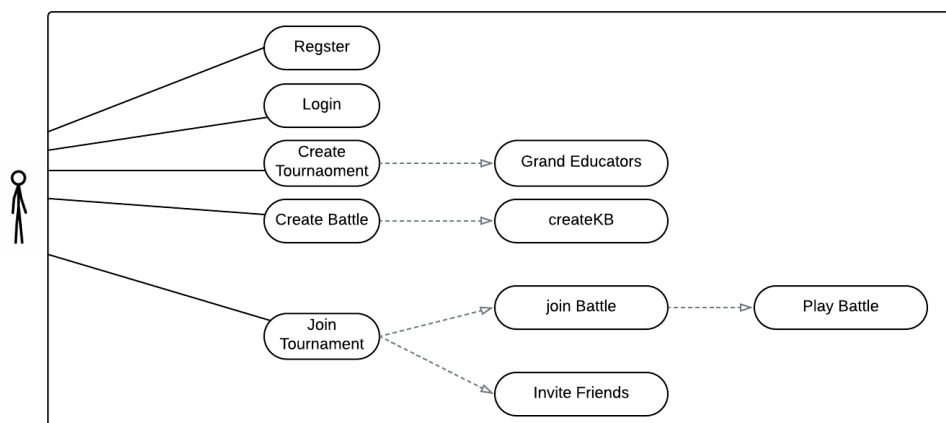 Regster
Login
Create
Tournaoment
Grand Educators
Create Battle
createKB
Join
Tournament
join Battle
Play Battle
Invite Friends